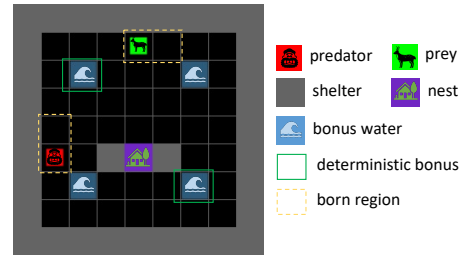 predator
prey
shelter
nest
bonus water
deterministic bonus
born region